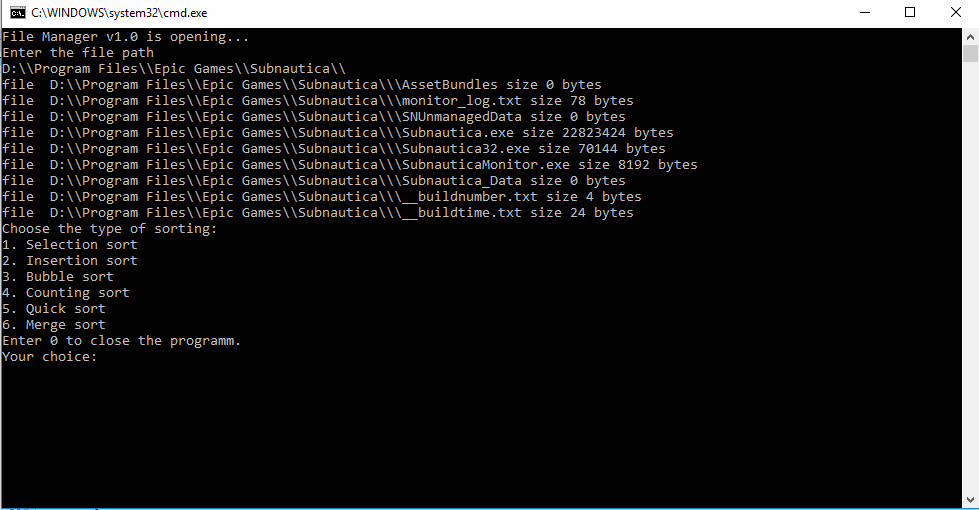 C:\WINDOWS\system32\cmd.exe
File Manager v1.0 is opening...
Enter the file path
D:\\Program Files\\Epic Games\\Subnautica\\
file  D:\\Program Files\\Epic Games\\Subnautica\\\AssetBundles size 0 bytes
file  D:\\Program Files\\Epic Games\\Subnautica\\\monitor_log.txt size 78 bytes
file  D:\\Program Files\\Epic Games\\Subnautica\\\SNUnmanagedData size 0 bytes
file  D:\\Program Files\\Epic Games\\Subnautica\\\Subnautica.exe size 22823424 bytes
file  D:\\Program Files\\Epic Games\\Subnautica\\\Subnautica32.exe size 70144 bytes
file  D:\\Program Files\\Epic Games\\Subnautica\\\SubnauticaMonitor.exe size 8192 bytes
file  D:\\Program Files\\Epic Games\\Subnautica\\\Subnautica_Data size 0 bytes
file  D:\\Program Files\\Epic Games\\Subnautica\\\__buildnumber.txt size 4 bytes
file  D:\\Program Files\\Epic Games\\Subnautica\\\__buildtime.txt size 24 bytes
Choose the type of sorting:
1. Selection sort
2. Insertion sort
3. Bubble sort
4. Counting sort
5. Quick sort
6. Merge sort
Enter 0 to close the programm.
Your choice: